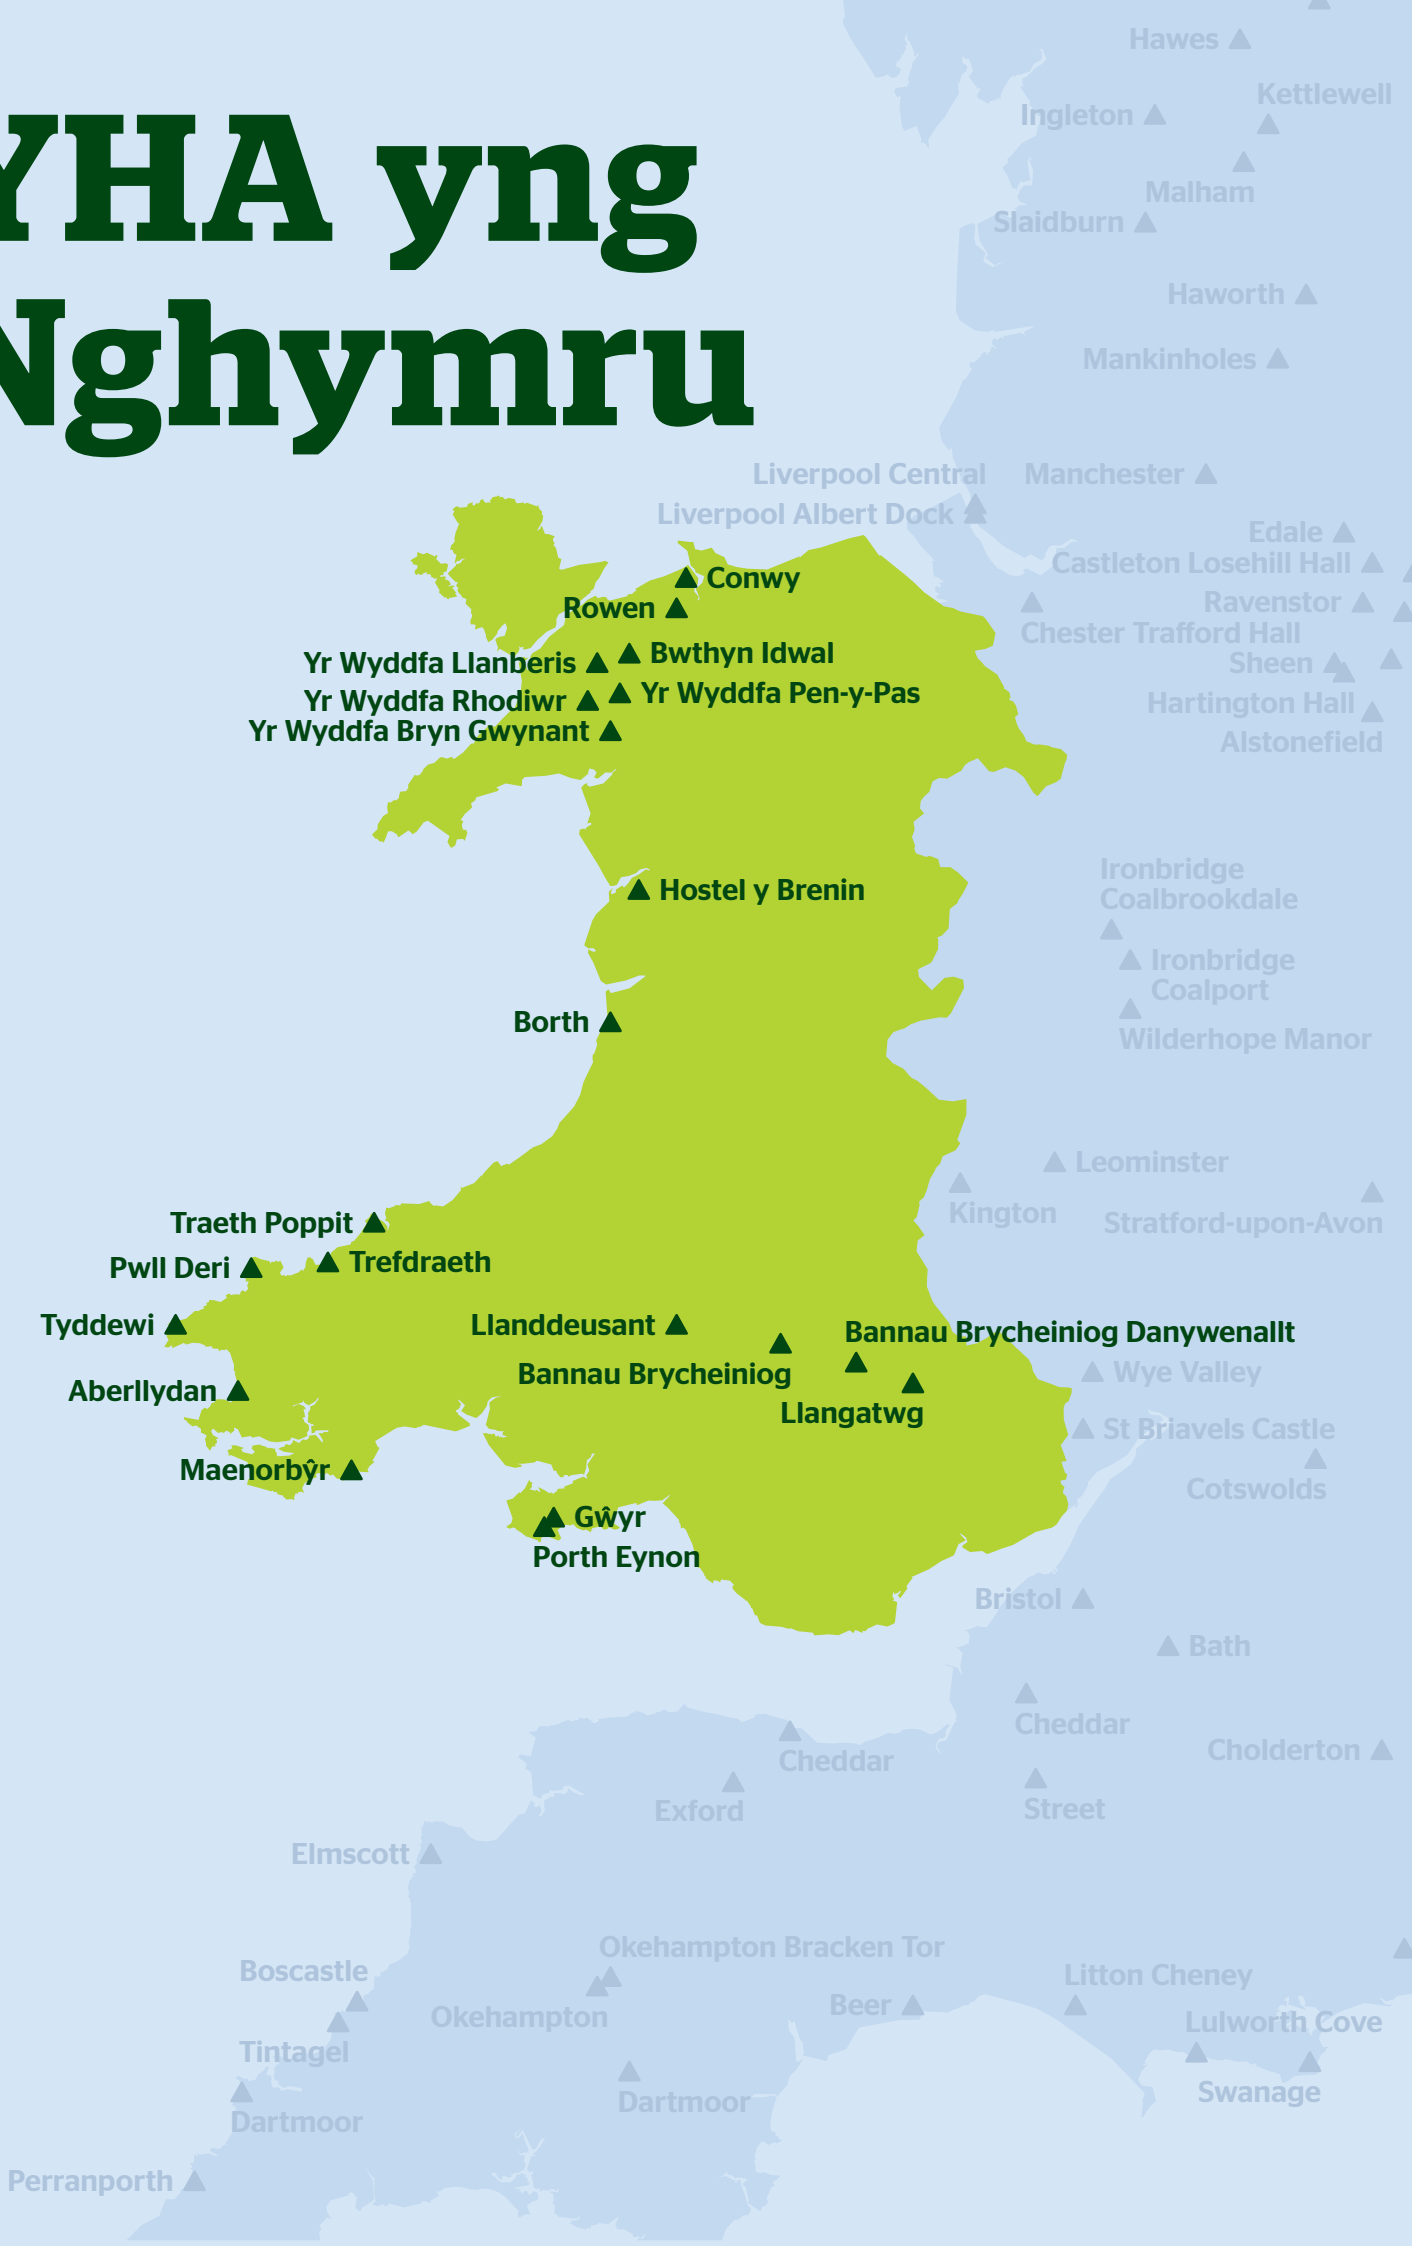 YHA yng
Nghymru
Hawes
Kettlewell
Ingleton
Malham
Slaidburn
Haworth
Mankinholes
Liverpool Central
Manchester
Liverpool Albert Dock
Edale
Castleton Losehill Hall
Conwy
Rowen
Ravenstor
Chester Trafford Hall
Bwthyn Idwal
Yr Wyddfa Llanberis
Sheen
Yr Wyddfa Pen-y-Pas
Yr Wyddfa Rhodiwr
Hartington Hall
Yr Wyddfa Bryn Gwynant
Alstonefield
Ironbridge
Coalbrookdale
Hostel y Brenin
Ironbridge
Coalport
Borth
Wilderhope Manor
Leominster
Kington
Stratford-upon-Avon
Traeth Poppit
Trefdraeth
Pwll Deri
Tyddewi
Llanddeusant
Bannau Brycheiniog Danywenallt
Bannau Brycheiniog
Wye Valley
Aberllydan
Llangatwg
St Briavels Castle
Maenorbŷr
Cotswolds
Gŵyr
Porth Eynon
Bristol
Bath
Cheddar
Cholderton
Cheddar
Exford
Street
Elmscott
Okehampton Bracken Tor
Boscastle
Litton Cheney
Beer
Okehampton
Lulworth Cove
Tintagel
Swanage
Dartmoor
Dartmoor
Perranporth